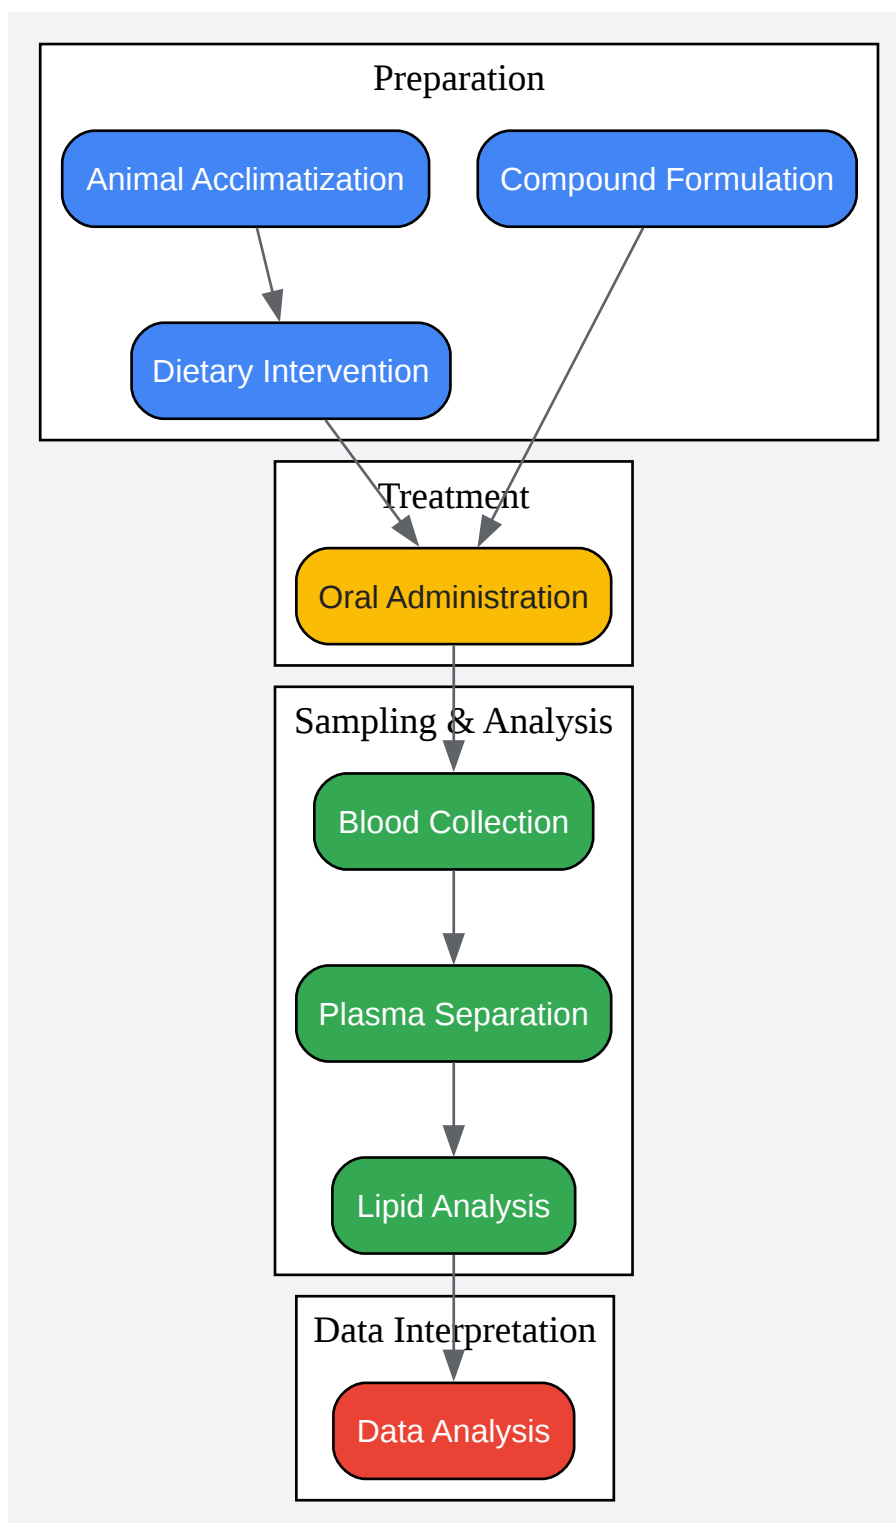 Preparation
Animal Acclimatization
Compound Formulation
Dietary Intervention
Treatment
Oral Administration
Sampling & Analysis
Blood Collection
Plasma Separation
Lipid Analysis
Data Interpretation
Data Analysis